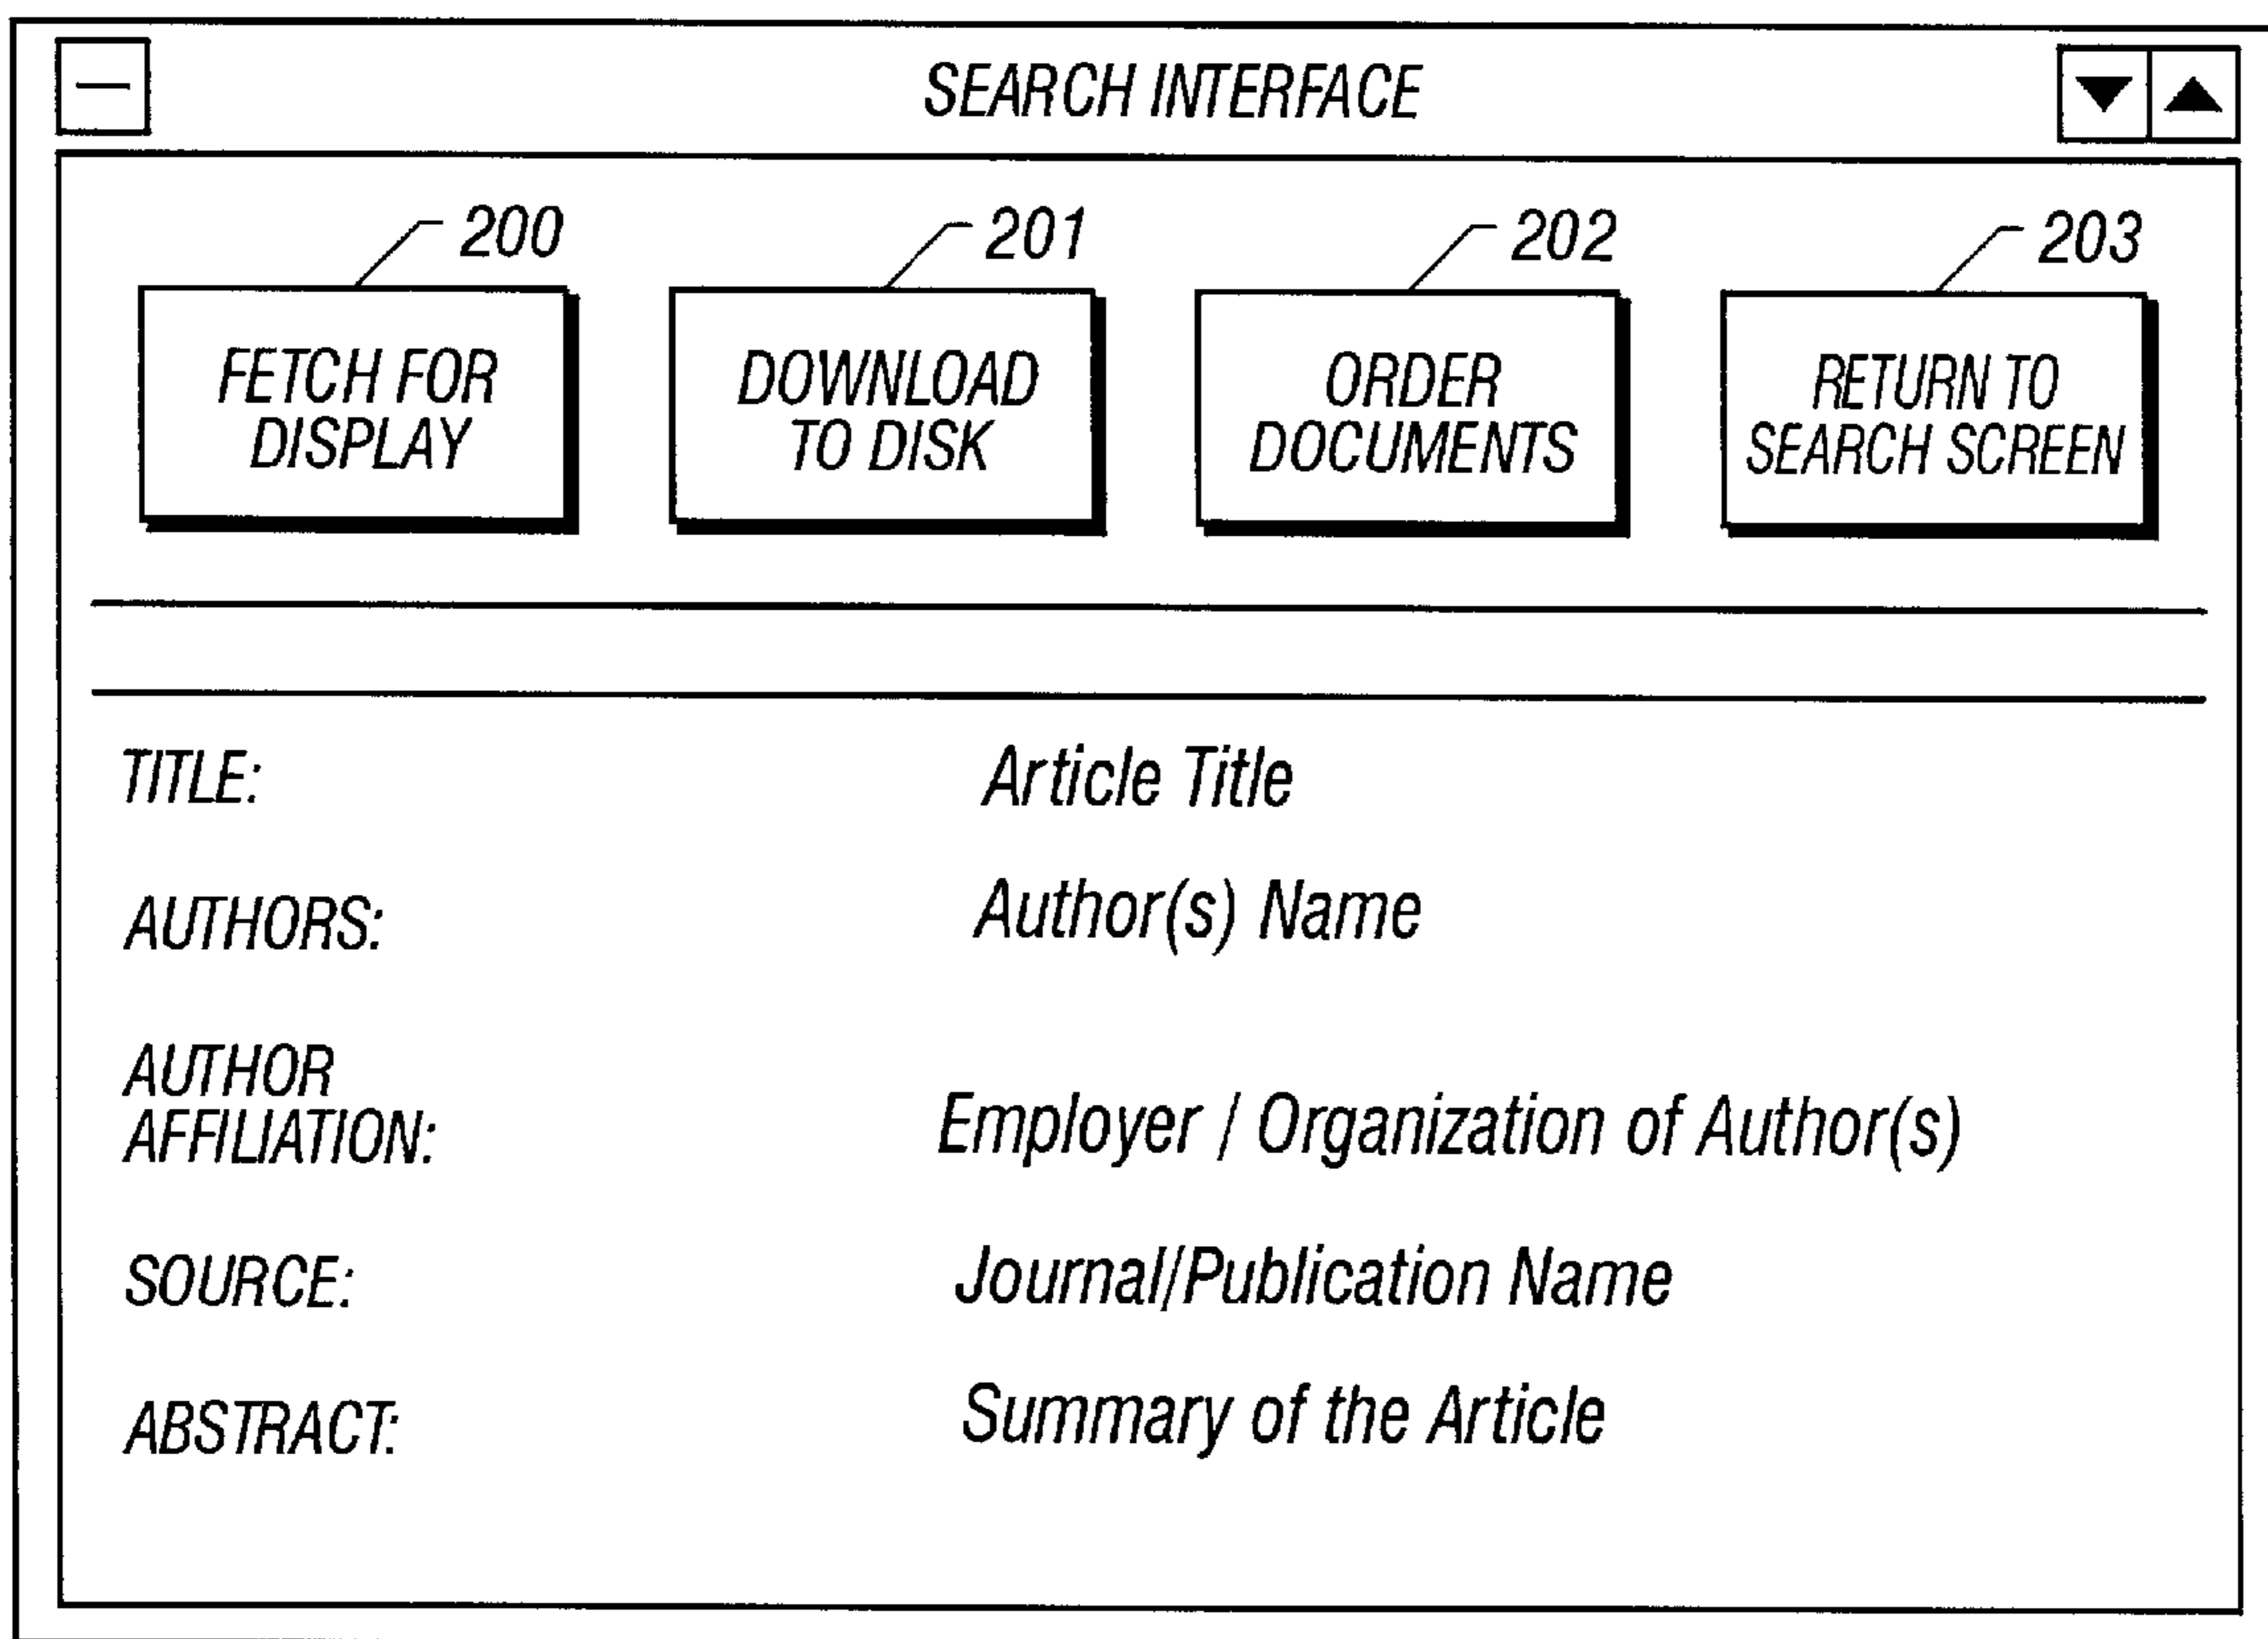 SEARCH INTERFACE
200 201 202 203
FETCH FOR
DISPLAY
DOWNLOAD
TO DISK
ORDER
DOCUMENTS
RETURN TO
SEARCH SCREEN
TITLE: Article Title
AUTHORS: Author(s) Name
AUTHOR
AFFILIATION: Employer / Organization of Author(s)
SOURCE: Journal/Publication Name
ABSTRACT: Summary of the Article